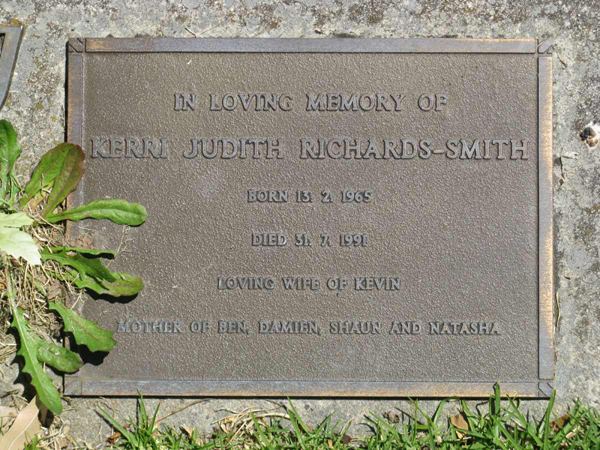 IN LOVING MEMORY OF
KERRI JUDITH RICHARDS-SMITH
BORN 13. 2. 1965
DIED 31. 7. 1991
LOVING WIFE OF KEVIN
MOTHER OF BEN, DAMIEN, SHAUN AND NATASHA